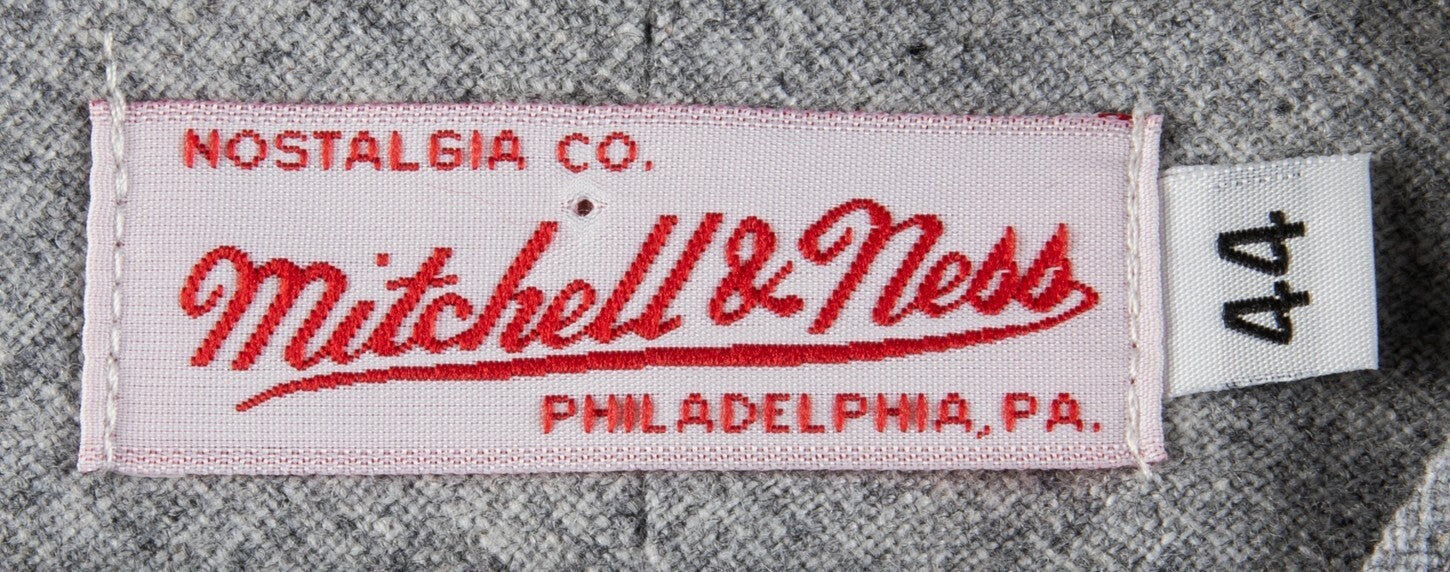 NOSTALGIA CO.
Mitchell & Ness
PHILADELPHIA, PA.
44